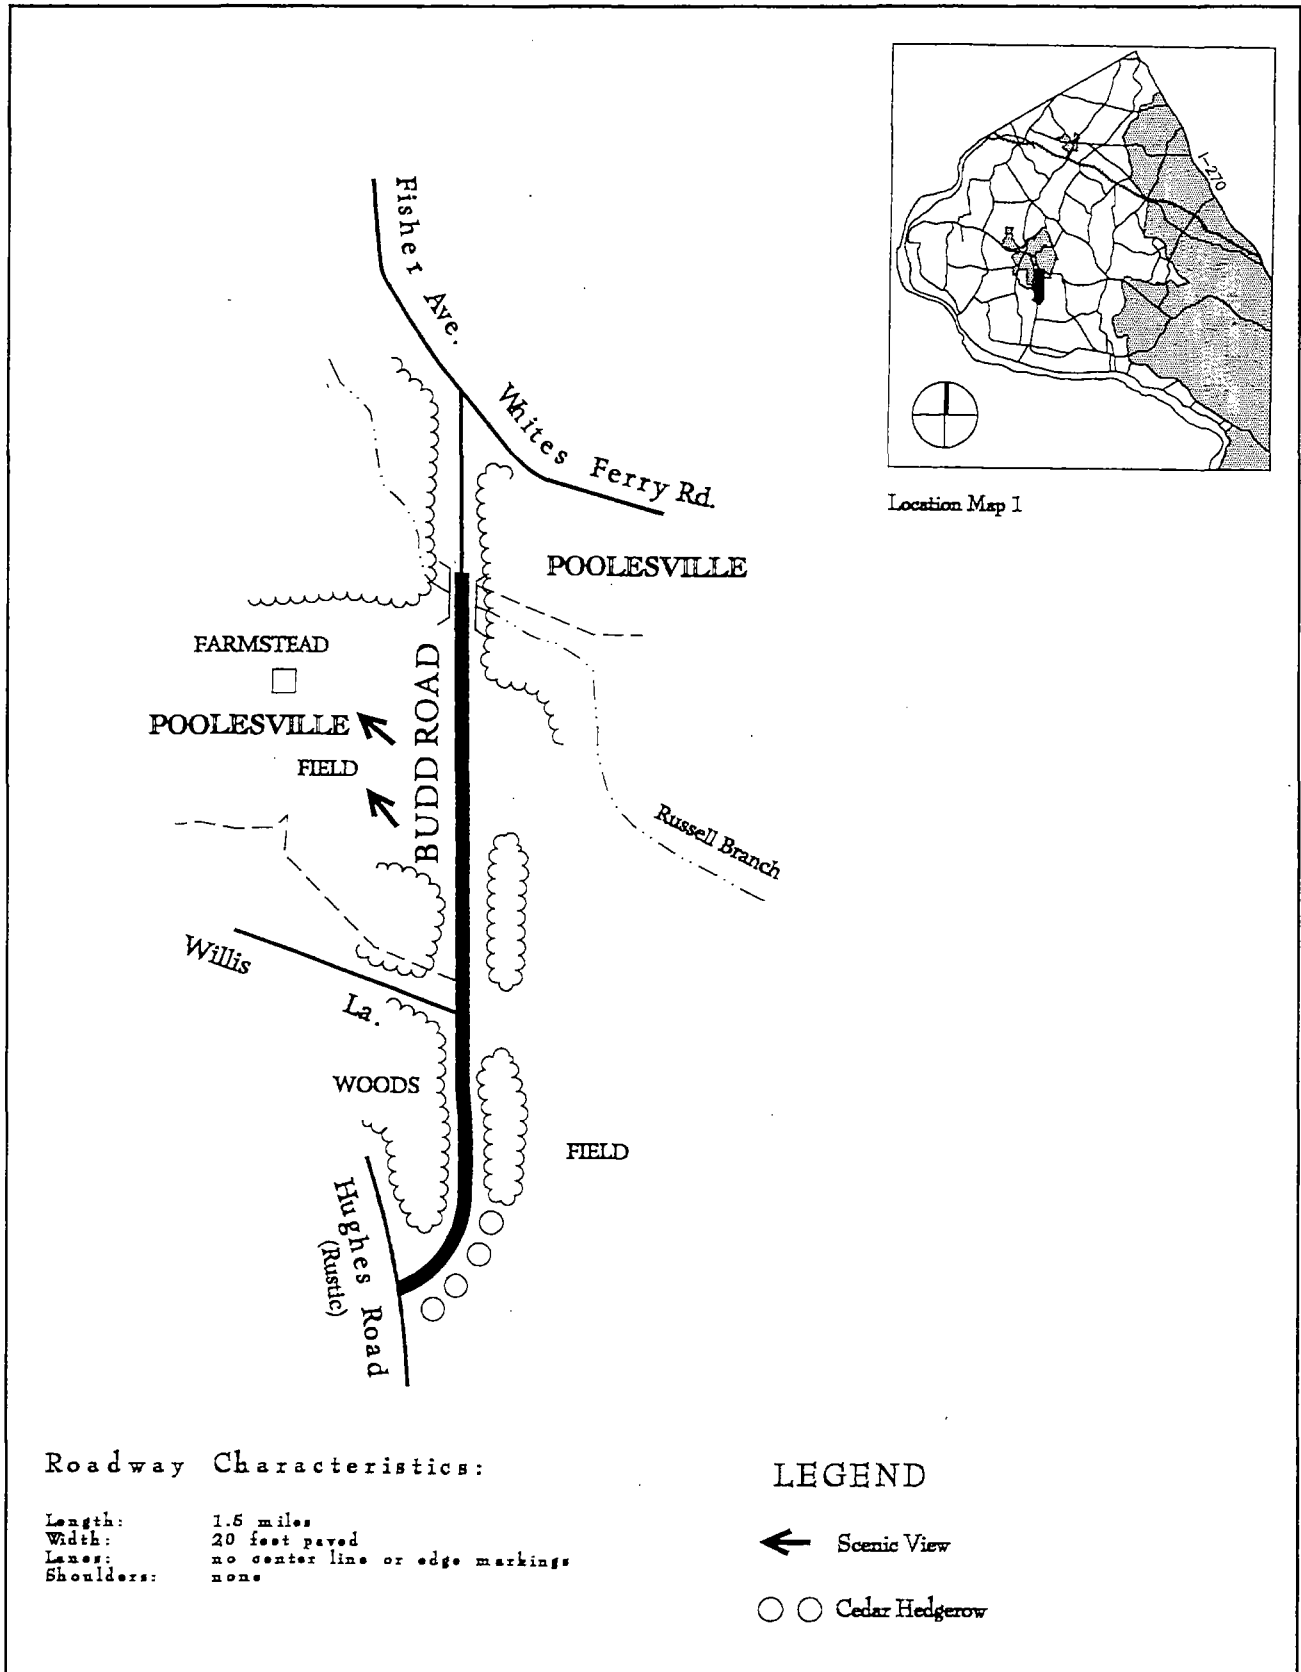 I-270
Location Map 1
Fisher Ave.
Whites Ferry Rd.
POOLESVILLE
FARMSTEAD
POOLESVILLE
FIELD
BUDD ROAD
Russell Branch
Willis La.
WOODS
FIELD
Hughes Road
(Rustic)
Roadway Characteristics:
Length: 1.5 miles
Width: 20 feet paved
Lanes: no center line or edge markings
Shoulders: none
LEGEND
Scenic View
Cedar Hedgerow